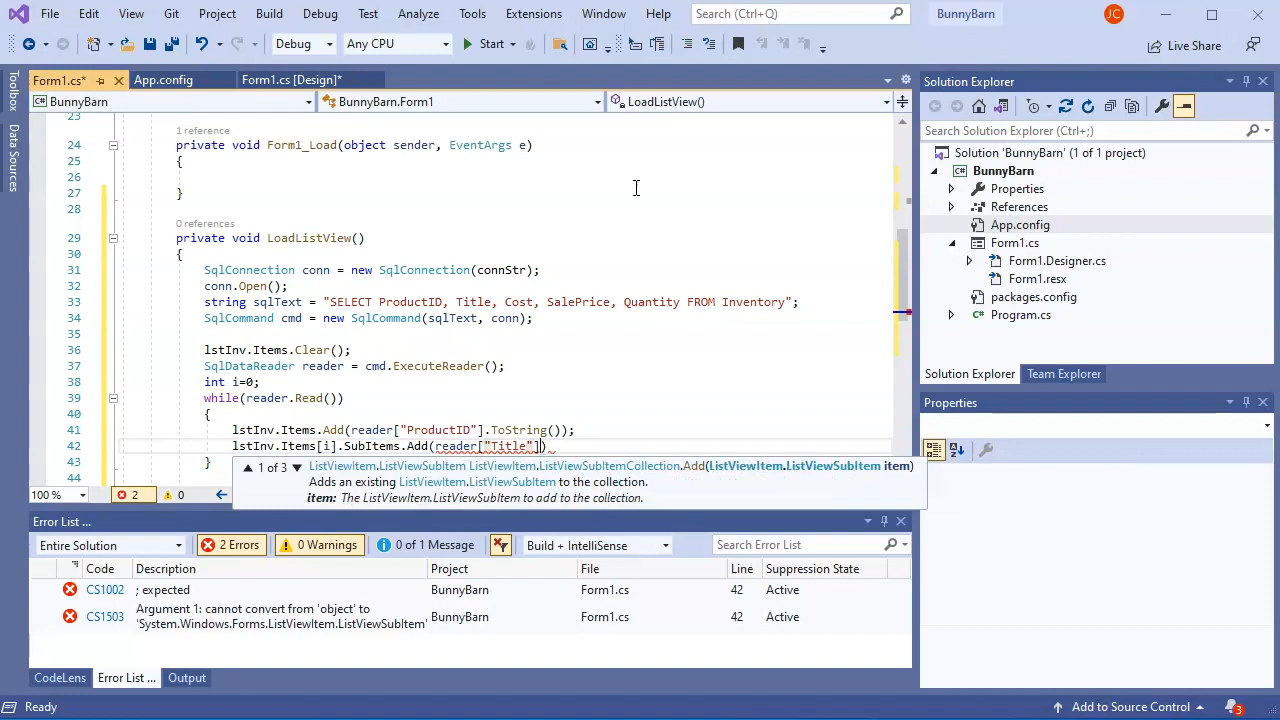 File Edit View Git Project Build Debug Test Analyze Tools Extensions Window Help Search (Ctrl+Q) BunnyBarn JC
Debug Any CPU Start Live Share
Form1.cs* App.config Form1.cs [Design]*
BunnyBarn BunnyBarn.Form1 LoadListView()
Toolbox
Data Sources
23
1 reference
24 private void Form1_Load(object sender, EventArgs e)
25 {
26
27 }
28
0 references
29 private void LoadListView()
30 {
31 SqlConnection conn = new SqlConnection(connStr);
32 conn.Open();
33 string sqlText = "SELECT ProductID, Title, Cost, SalePrice, Quantity FROM Inventory";
34 SqlCommand cmd = new SqlCommand(sqlText, conn);
35
36 lstInv.Items.Clear();
37 SqlDataReader reader = cmd.ExecuteReader();
38 int i=0;
39 while(reader.Read())
40 {
41 lstInv.Items.Add(reader["ProductID"].ToString());
42 lstInv.Items[i].SubItems.Add(reader["Title"])
43 }
44
1 of 3 ListViewItem.ListViewSubItem ListViewItem.ListViewSubItemCollection.Add(ListViewItem.ListViewSubItem item)
Adds an existing ListViewItem.ListViewSubItem to the collection.
item: The ListViewItem.ListViewSubItem to add to the collection.
100 % 2 0
Error List ...
Entire Solution 2 Errors 0 Warnings 0 of 1 Message Build + IntelliSense Search Error List
Code Description Project File Line Suppression State
CS1002 ; expected BunnyBarn Form1.cs 42 Active
CS1503 Argument 1: cannot convert from 'object' to 'System.Windows.Forms.ListViewItem.ListViewSubItem' BunnyBarn Form1.cs 42 Active
CodeLens Error List ... Output
Solution Explorer
Search Solution Explorer (Ctrl+;)
Solution 'BunnyBarn' (1 of 1 project)
BunnyBarn
Properties
References
App.config
Form1.cs
Form1.Designer.cs
Form1.resx
packages.config
Program.cs
Solution Explorer Team Explorer
Properties
Ready Add to Source Control 3